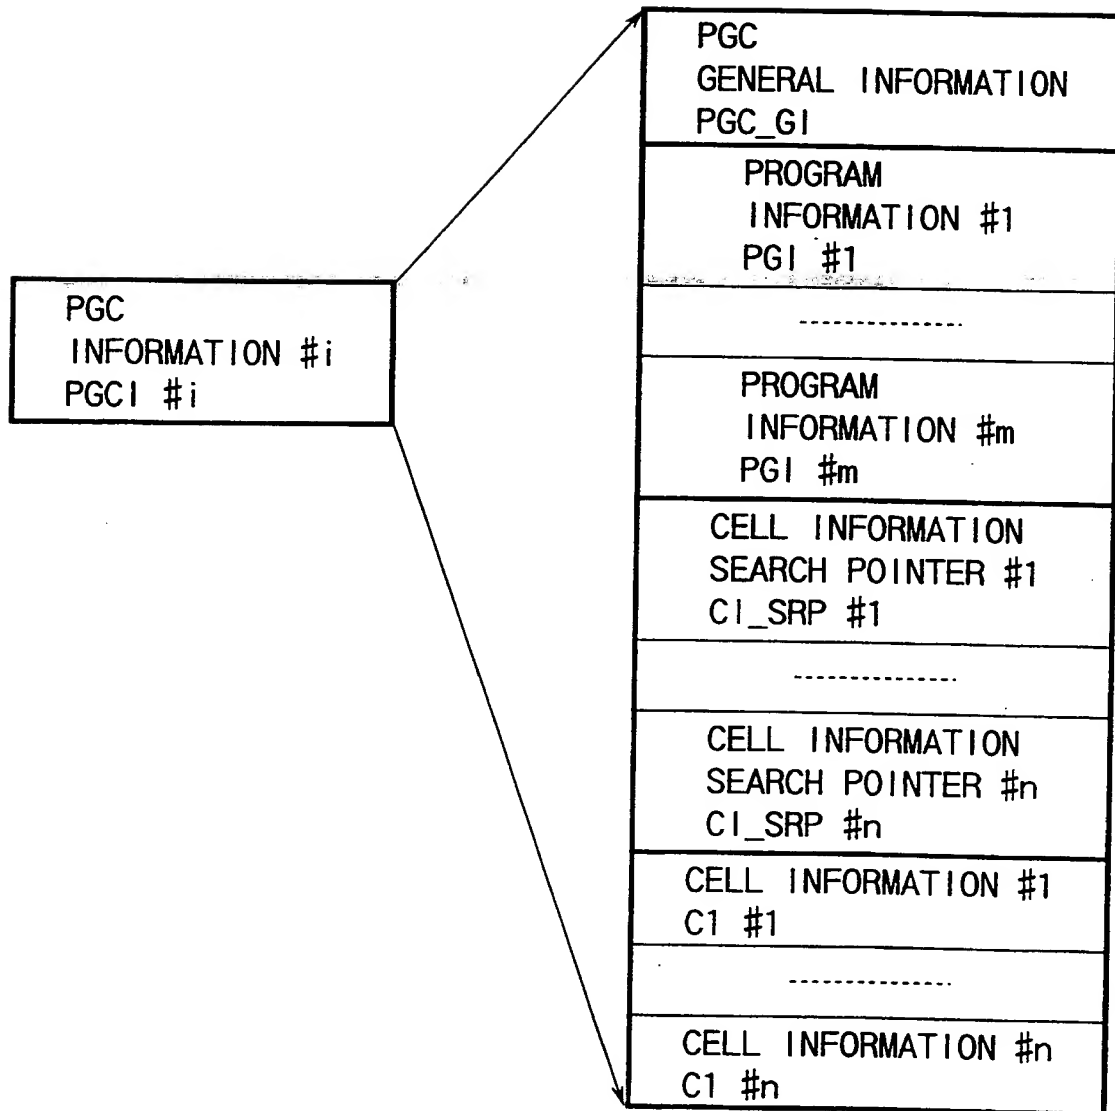 PGC
INFORMATION #i
PGCI #i
PGC
GENERAL INFORMATION
PGC_GI
PROGRAM
INFORMATION #1
PGI #1
---------------
PROGRAM
INFORMATION #m
PGI #m
CELL INFORMATION
SEARCH POINTER #1
CI_SRP #1
---------------
CELL INFORMATION
SEARCH POINTER #n
CI_SRP #n
CELL INFORMATION #1
C1 #1
---------------
CELL INFORMATION #n
C1 #n